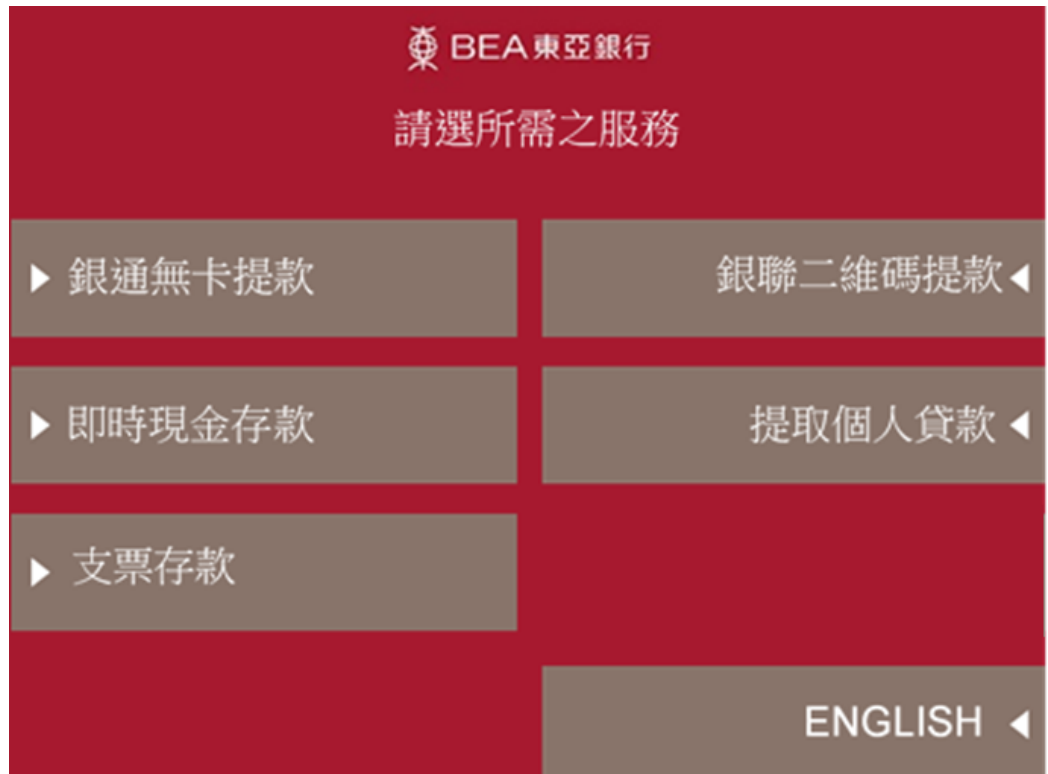 BEA東亞銀行
請選所需之服務
銀通無卡提款
銀聯二維碼提款
即時現金存款
提取個人貸款
支票存款
ENGLISH